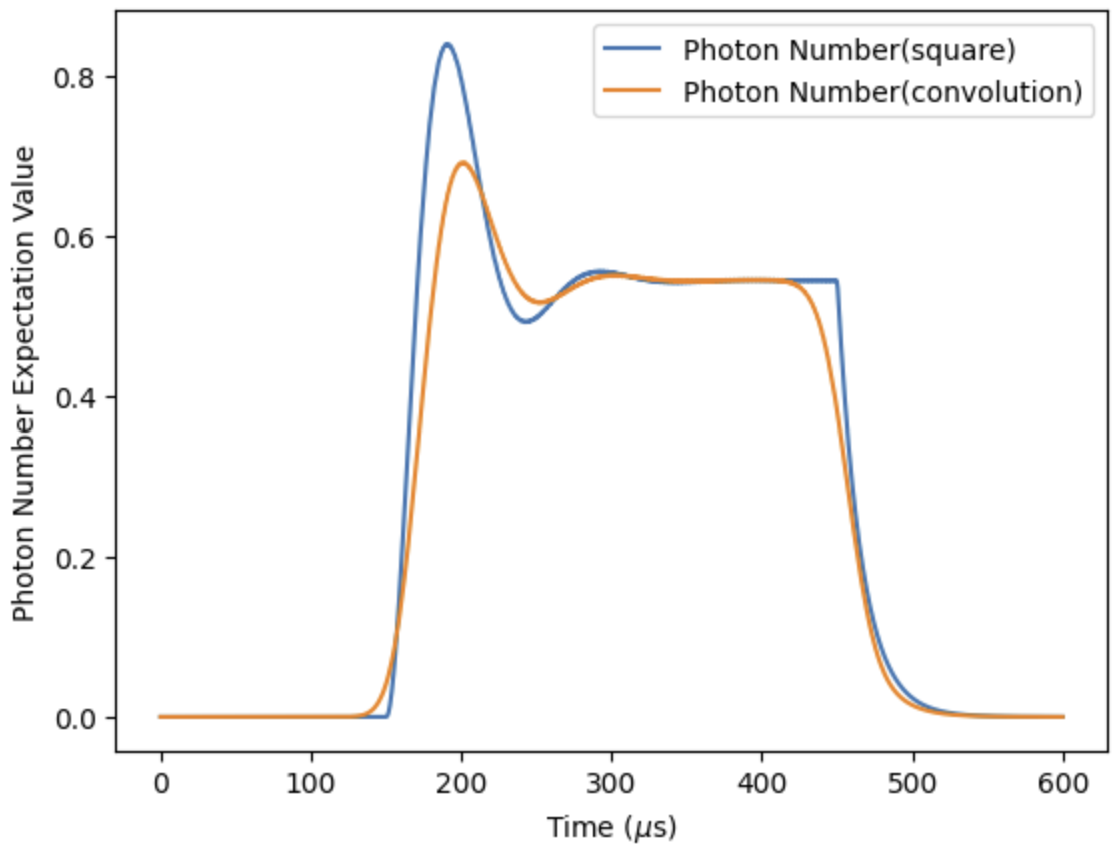 Photon Number(square)
Photon Number(convolution)
Photon Number Expectation Value
0.8
0.6
0.4
0.2
0.0
0 100 200 300 400 500 600
Time (μs)